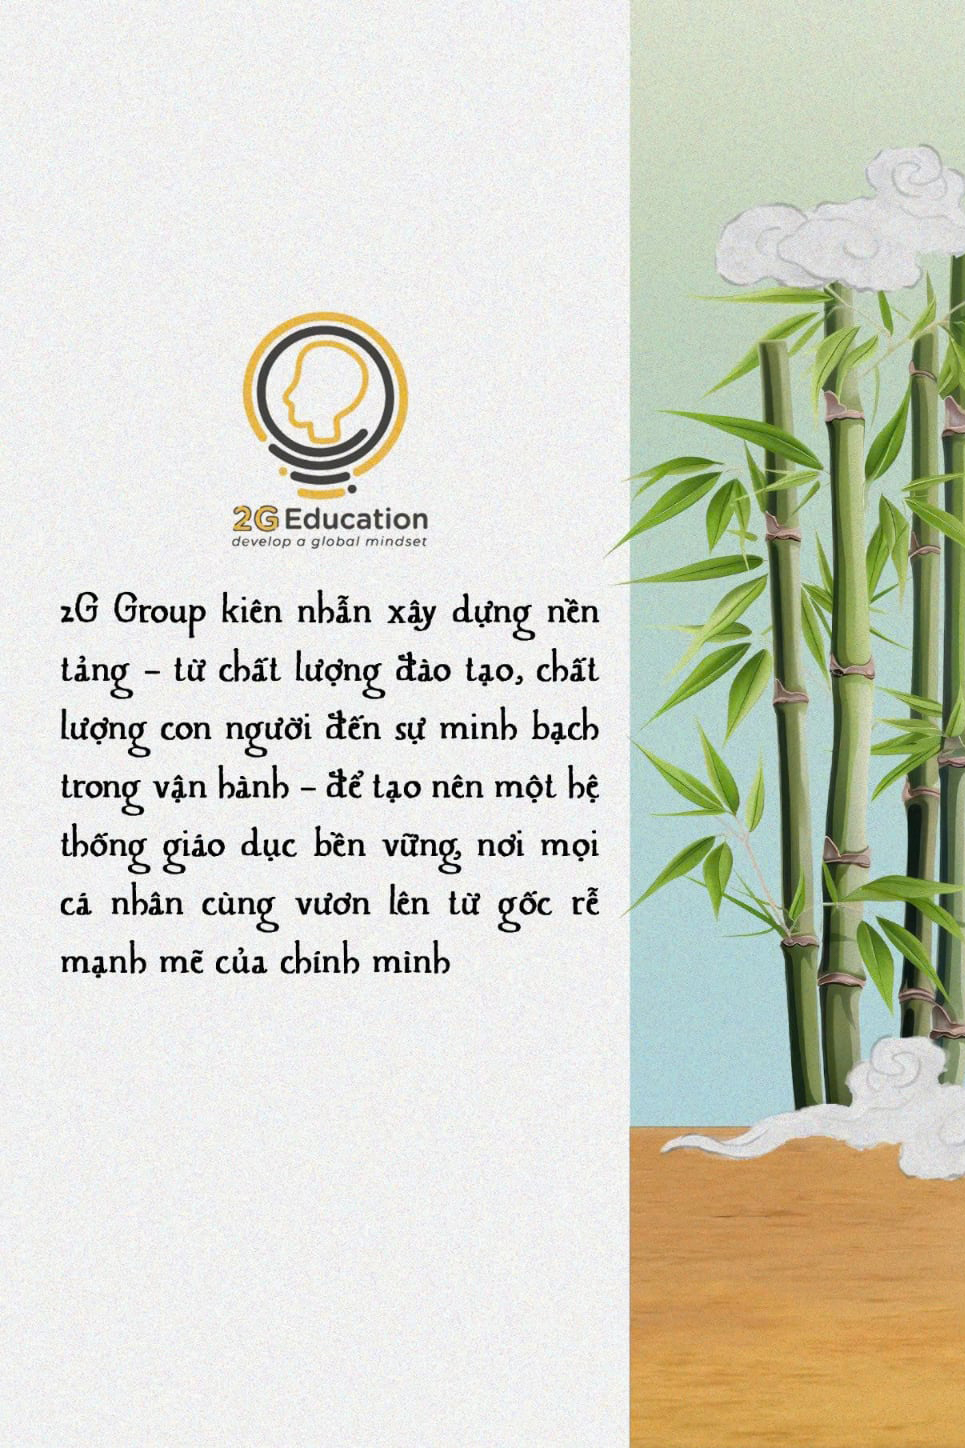 2G Education
develop a global mindset
2G Group kiên nhẫn xây dựng nền
tảng – từ chất lượng đào tạo, chất
lượng con người đến sự minh bạch
trong vận hành – để tạo nên một hệ
thống giáo dục bền vững, nơi mọi
cá nhân cùng vươn lên từ gốc rễ
mạnh mẽ của chính mình